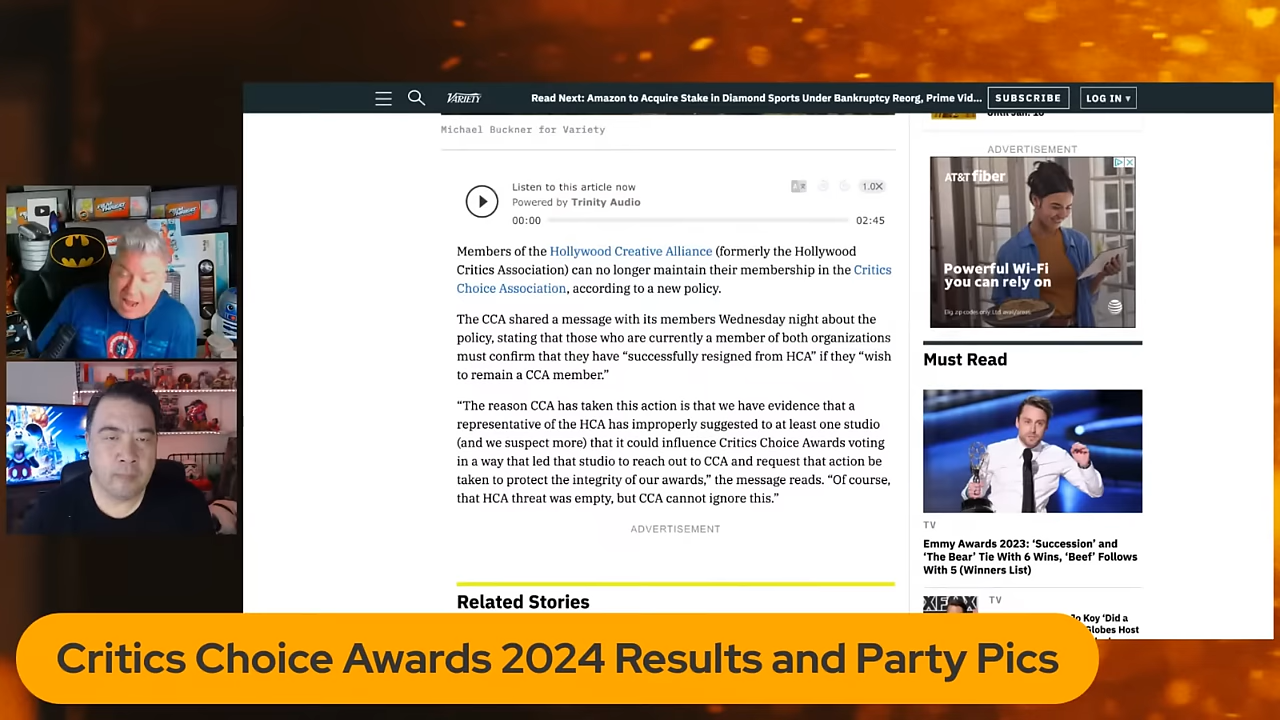 VARIETY
Read Next: Amazon to Acquire Stake in Diamond Sports Under Bankruptcy Reorg, Prime Vid...
SUBSCRIBE
LOG IN
Michael Buckner for Variety
Listen to this article now
Powered by Trinity Audio
1.0X
00:00
02:45
Members of the Hollywood Creative Alliance (formerly the Hollywood
Critics Association) can no longer maintain their membership in the Critics
Choice Association, according to a new policy.
The CCA shared a message with its members Wednesday night about the
policy, stating that those who are currently a member of both organizations
must confirm that they have “successfully resigned from HCA” if they “wish
to remain a CCA member.”
“The reason CCA has taken this action is that we have evidence that a
representative of the HCA has improperly suggested to at least one studio
(and we suspect more) that it could influence Critics Choice Awards voting
in a way that led that studio to reach out to CCA and request that action be
taken to protect the integrity of our awards,” the message reads. “Of course,
that HCA threat was empty, but CCA cannot ignore this.”
ADVERTISEMENT
Related Stories
ADVERTISEMENT
AT&T fiber
Powerful Wi-Fi
you can rely on
Must Read
TV
Emmy Awards 2023: ‘Succession’ and
‘The Bear’ Tie With 6 Wins, ‘Beef’ Follows
With 5 (Winners List)
TV
Jo Koy ‘Did a
Globes Host
Critics Choice Awards 2024 Results and Party Pics